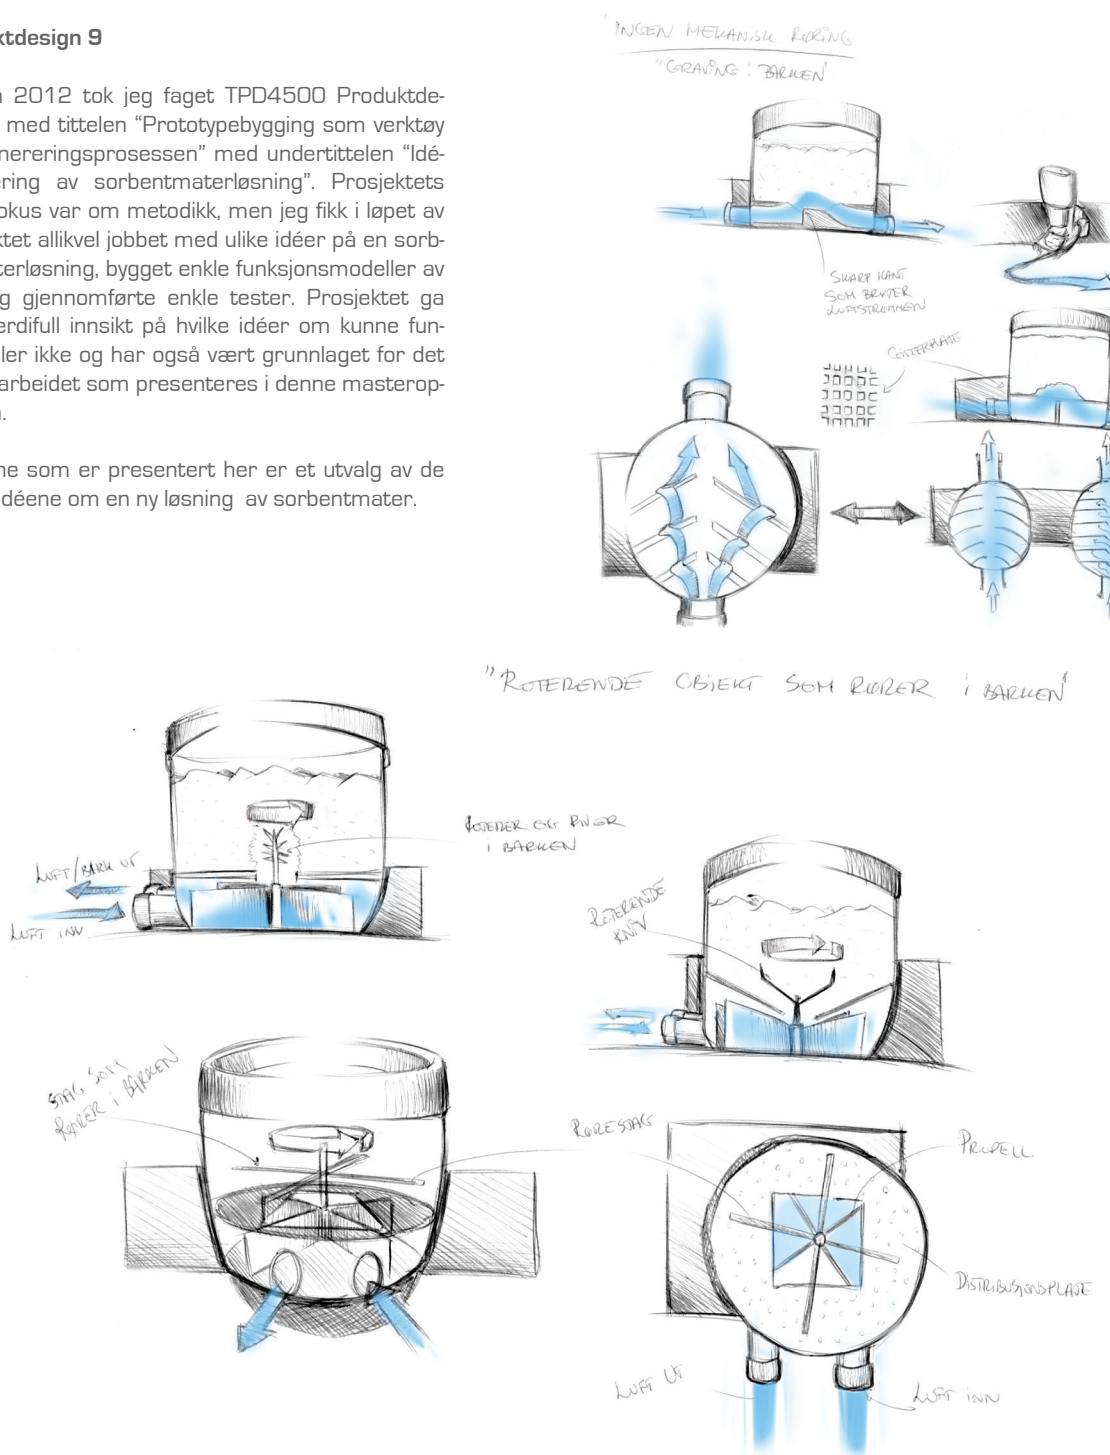 ktdesign 9
n 2012 tok jeg faget TPD4500 Produktde-
med tittelen “Prototypebygging som verktøy
nereringsprosessen” med undertittelen “Idé-
ering av sorbentmaterløsning”. Prosjektets
okus var om metodikk, men jeg fikk i løpet av
ktet allikvel jobbet med ulike idéer på en sorb-
terløsning, bygget enkle funksjonsmodeller av
g gjennomførte enkle tester. Prosjektet ga
erdifull innsikt på hvilke idéer om kunne fun-
ler ikke og har også vært grunnlaget for det
arbeidet som presenteres i denne masterop-
ne som er presentert her er et utvalg av de
idéene om en ny løsning av sorbentmater.
"INGEN MEKANISK RØRING
"GRAVING I BARKEN"
SKARP KANT
SOM BRYTER
LUFTSTRØMMEN
GITTERPLATE
"ROTERENDE OBJEKT SOM RØRER I BARKEN"
ROTERER OG RIVER
I BARKEN
LUFT/BARK UT
LUFT INN
ROTERENDE
KNIV
STAG SOM
RØRER I BARKEN
RØRESTAG
PROPELL
DISTRIBUSJONSPLATE
LUFT UT
LUFT INN